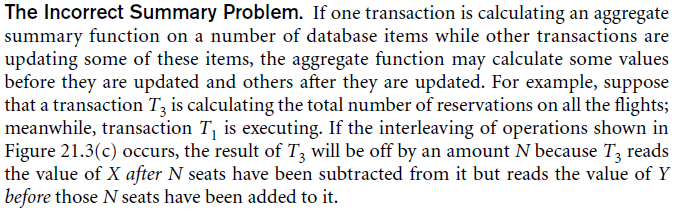 The Incorrect Summary Problem. If one transaction is calculating an aggregate
summary function on a number of database items while other transactions are
updating some of these items, the aggregate function may calculate some values
before they are updated and others after they are updated. For example, suppose
that a transaction T₃ is calculating the total number of reservations on all the flights;
meanwhile, transaction T₁ is executing. If the interleaving of operations shown in
Figure 21.3(c) occurs, the result of T₃ will be off by an amount N because T₃ reads
the value of X after N seats have been subtracted from it but reads the value of Y
before those N seats have been added to it.